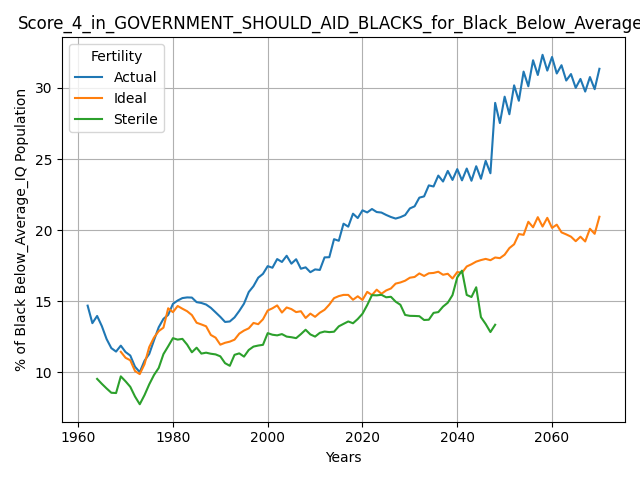 Score_4_in_GOVERNMENT_SHOULD_AID_BLACKS_for_Black_Below_Average
Fertility
Actual
Ideal
Sterile
% of Black Below_Average_IQ Population
30
25
20
15
10
1960 1980 2000 2020 2040 2060
Years